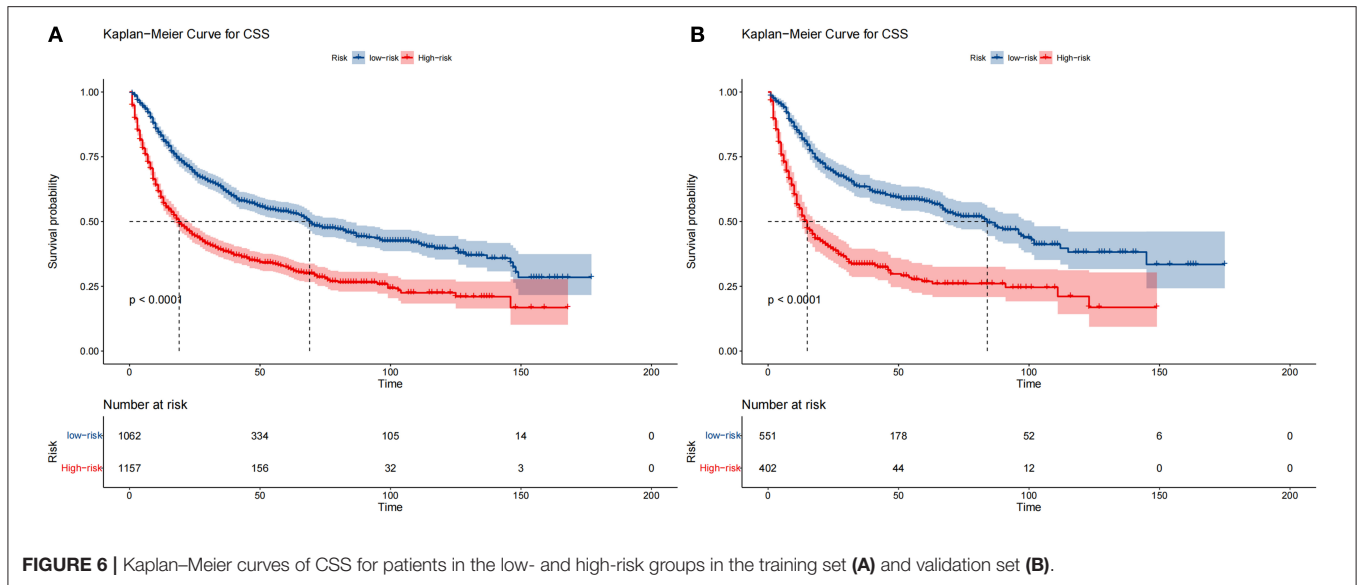 A
Kaplan−Meier Curve for CSS
Risk low−risk High−risk
1.00
0.75
0.50
0.25
0.00
Survival probability
p < 0.0001
0 50 100 150 200
Time
Number at risk
Risk
low−risk 1062 334 105 14 0
High−risk 1157 156 32 3 0
0 50 100 150 200
Time
B
Kaplan−Meier Curve for CSS
Risk low−risk High−risk
1.00
0.75
0.50
0.25
0.00
Survival probability
p < 0.0001
0 50 100 150 200
Time
Number at risk
Risk
low−risk 551 178 52 6 0
High−risk 402 44 12 0 0
0 50 100 150 200
Time
FIGURE 6 | Kaplan–Meier curves of CSS for patients in the low- and high-risk groups in the training set (A) and validation set (B).